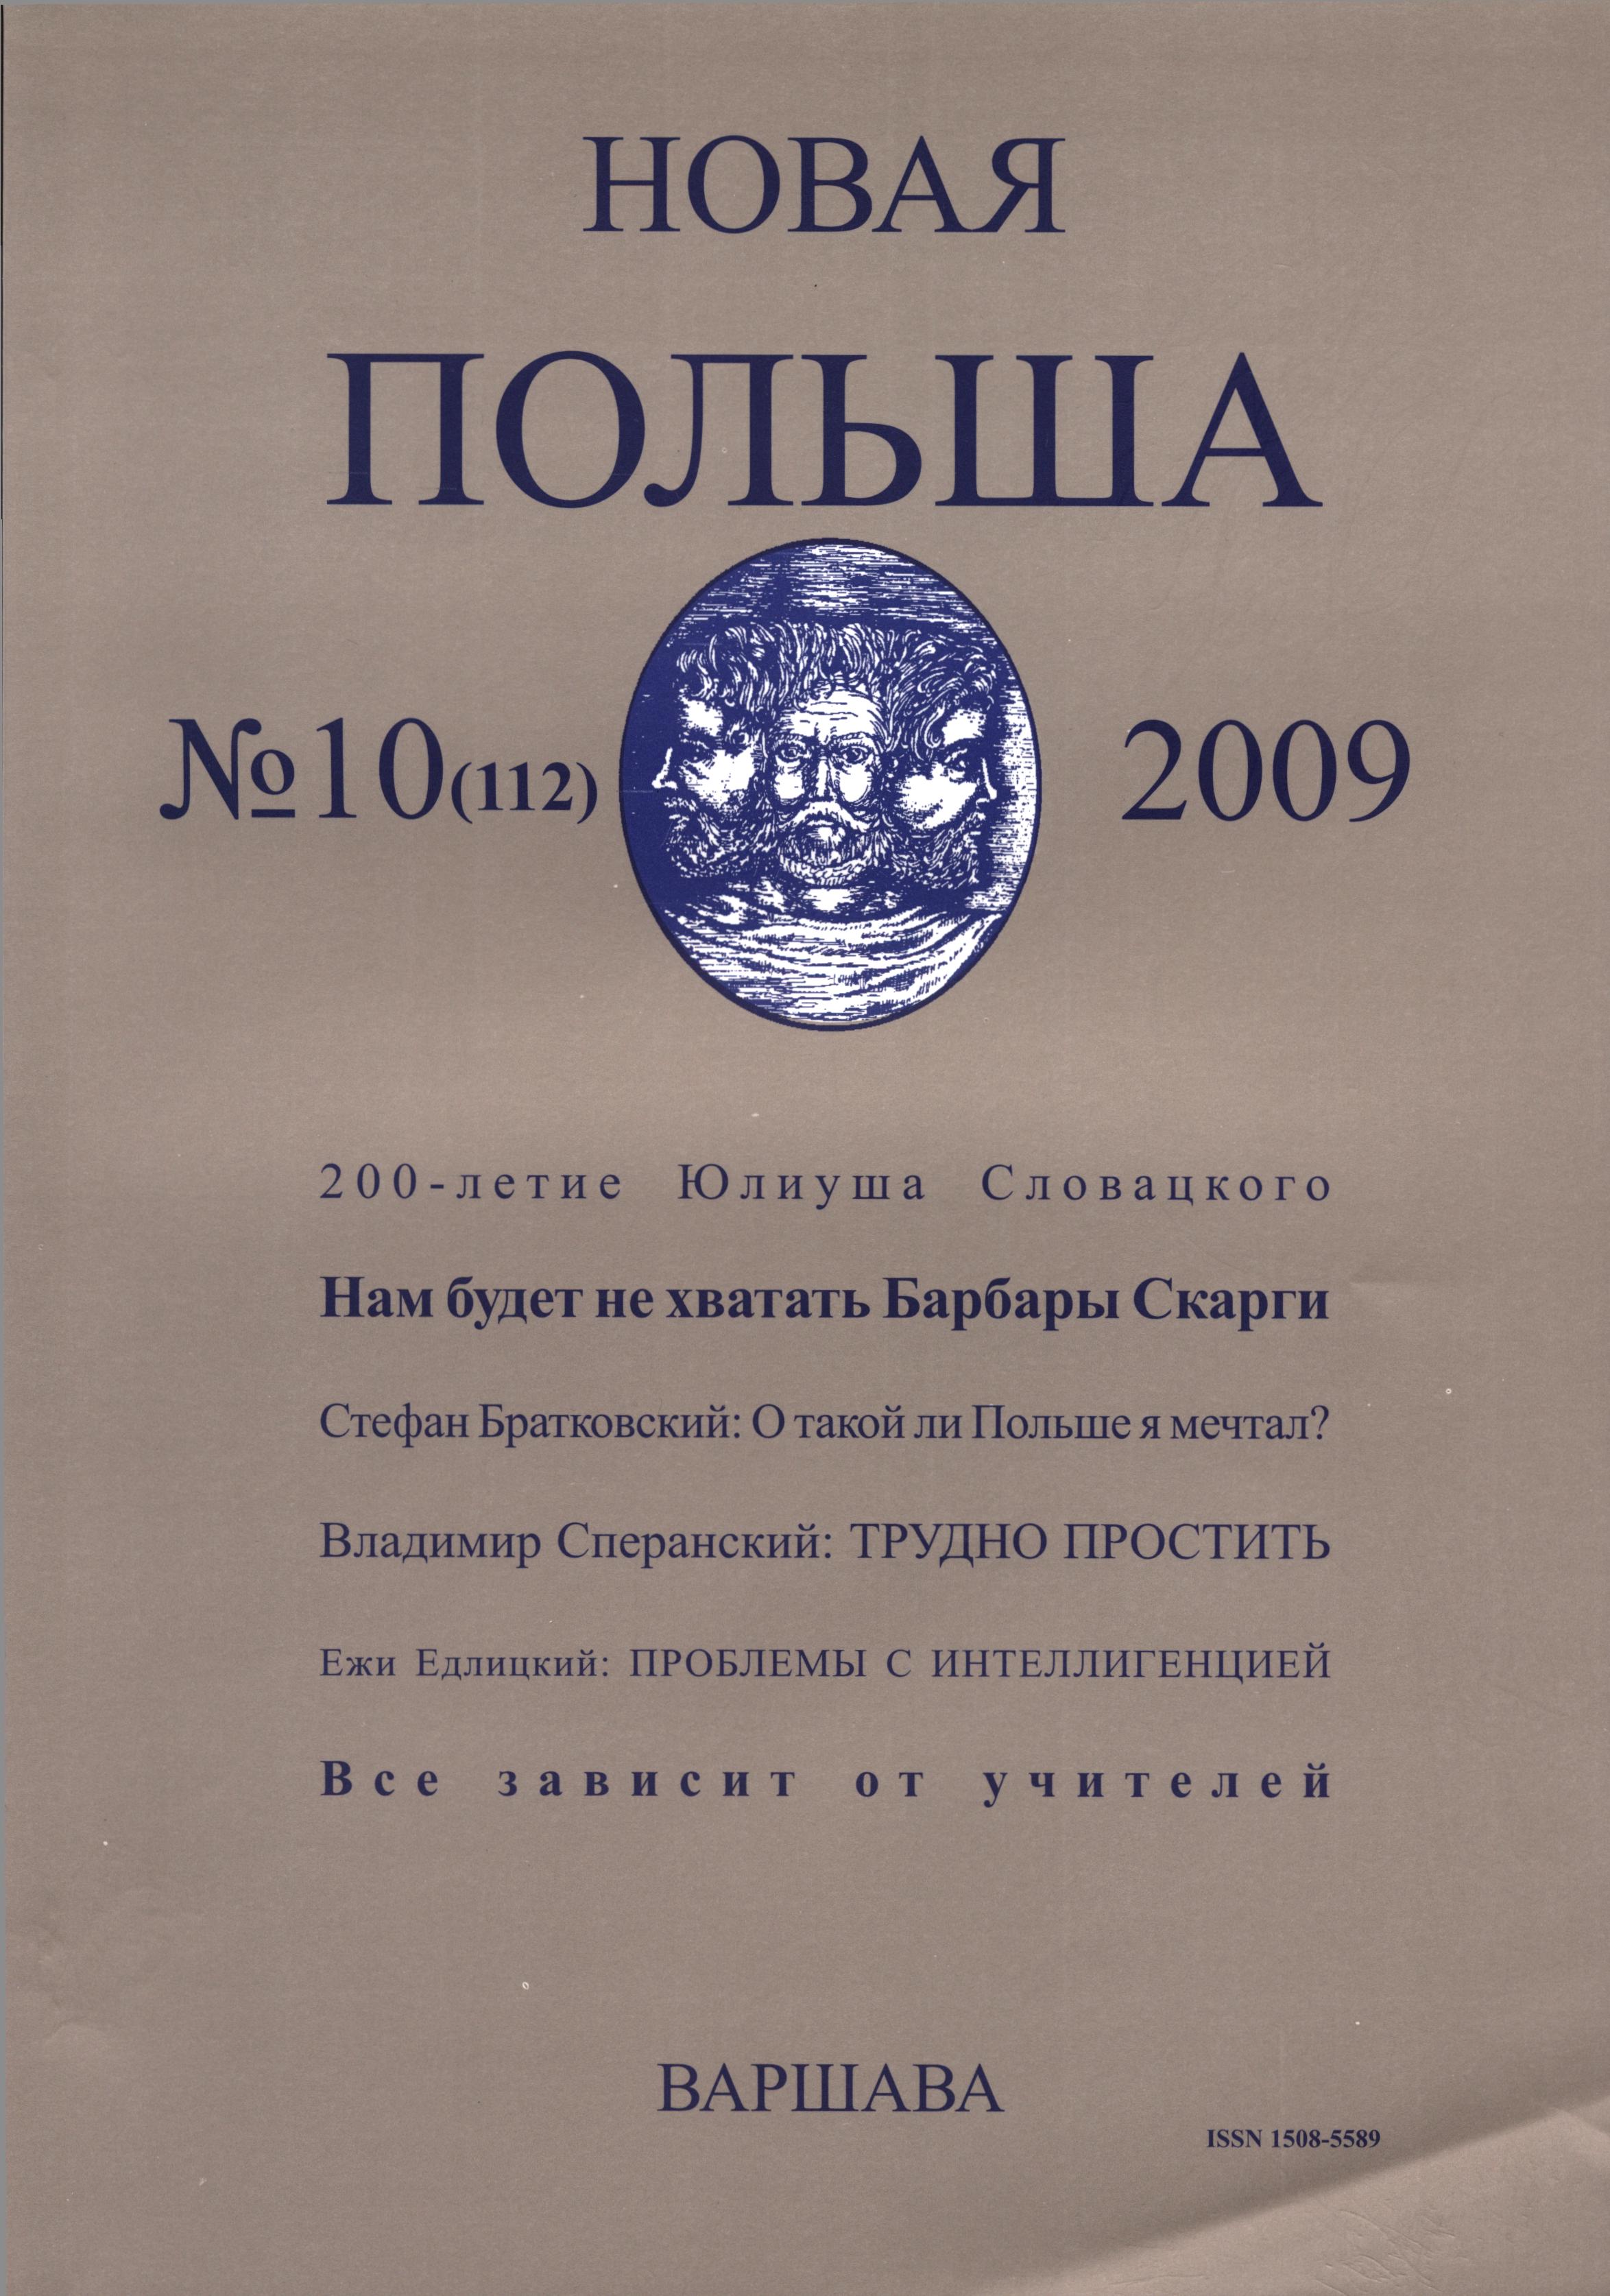 НОВАЯ
ПОЛЬША
№10(112) 2009
200-летие Юлиуша Словацкого
Нам будет не хватать Барбары Скарги
Стефан Братковский: О такой ли Польше я мечтал?
Владимир Сперанский: ТРУДНО ПРОСТИТЬ
Ежи Едлицкий: ПРОБЛЕМЫ С ИНТЕЛЛИГЕНЦИЕЙ
Все зависит от учителей
ВАРШАВА
ISSN 1508-5589